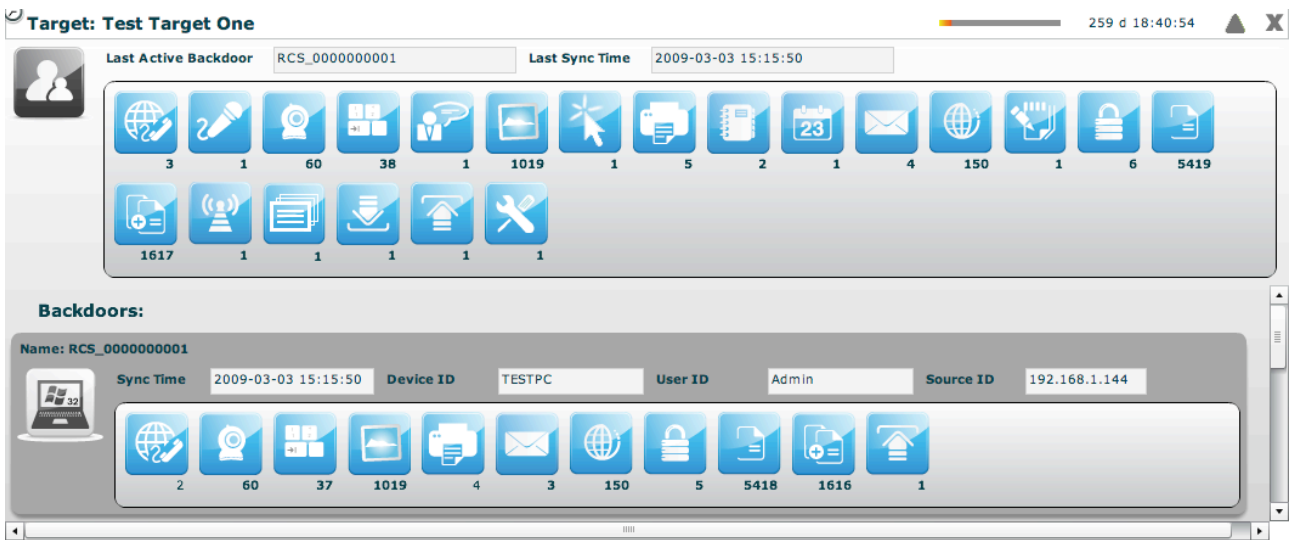 Target: Test Target One 259 d 18:40:54 X
Last Active Backdoor RCS_0000000001 Last Sync Time 2009-03-03 15:15:50
23
3 1 60 38 1 1019 1 5 2 1 4 150 1 6 5419
1617 1 1 1 1 1
Backdoors:
Name: RCS_0000000001
Sync Time 2009-03-03 15:15:50 Device ID TESTPC User ID Admin Source ID 192.168.1.144
32
2 60 37 1019 4 3 150 5 5418 1616 1